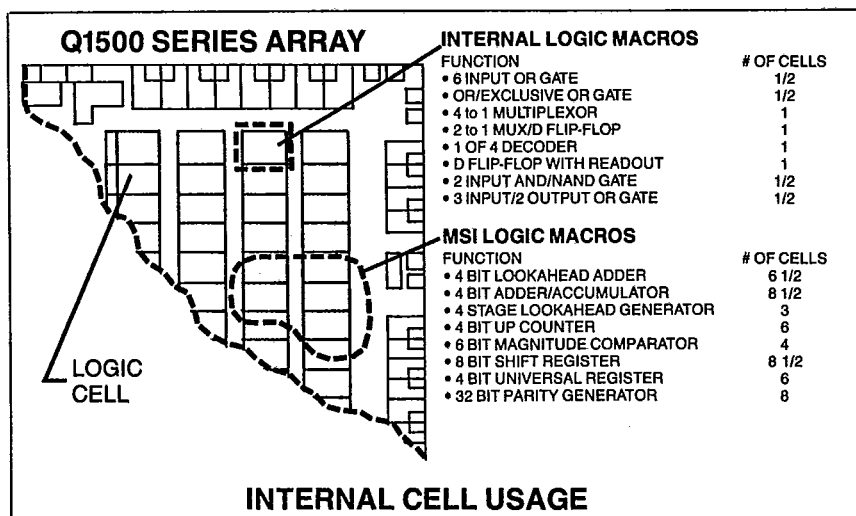 Q1500 SERIES ARRAY
LOGIC
CELL
INTERNAL LOGIC MACROS
FUNCTION # OF CELLS
• 6 INPUT OR GATE 1/2
• OR/EXCLUSIVE OR GATE 1/2
• 4 to 1 MULTIPLEXOR 1
• 2 to 1 MUX/D FLIP-FLOP 1
• 1 OF 4 DECODER 1
• D FLIP-FLOP WITH READOUT 1
• 2 INPUT AND/NAND GATE 1/2
• 3 INPUT/2 OUTPUT OR GATE 1/2
MSI LOGIC MACROS
FUNCTION # OF CELLS
• 4 BIT LOOKAHEAD ADDER 6 1/2
• 4 BIT ADDER/ACCUMULATOR 8 1/2
• 4 STAGE LOOKAHEAD GENERATOR 3
• 4 BIT UP COUNTER 6
• 6 BIT MAGNITUDE COMPARATOR 4
• 8 BIT SHIFT REGISTER 8 1/2
• 4 BIT UNIVERSAL REGISTER 6
• 32 BIT PARITY GENERATOR 8
INTERNAL CELL USAGE